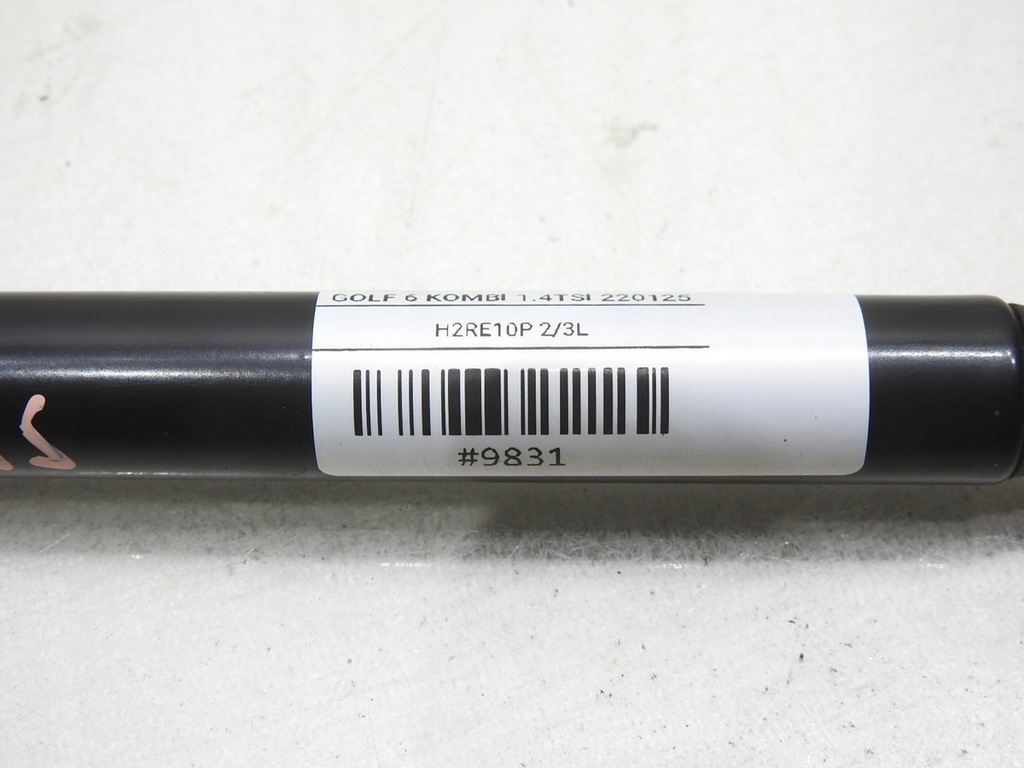 GOLF 6 KOMBI 1.4TSI 220125
H2RE10P 2/3L
#9831